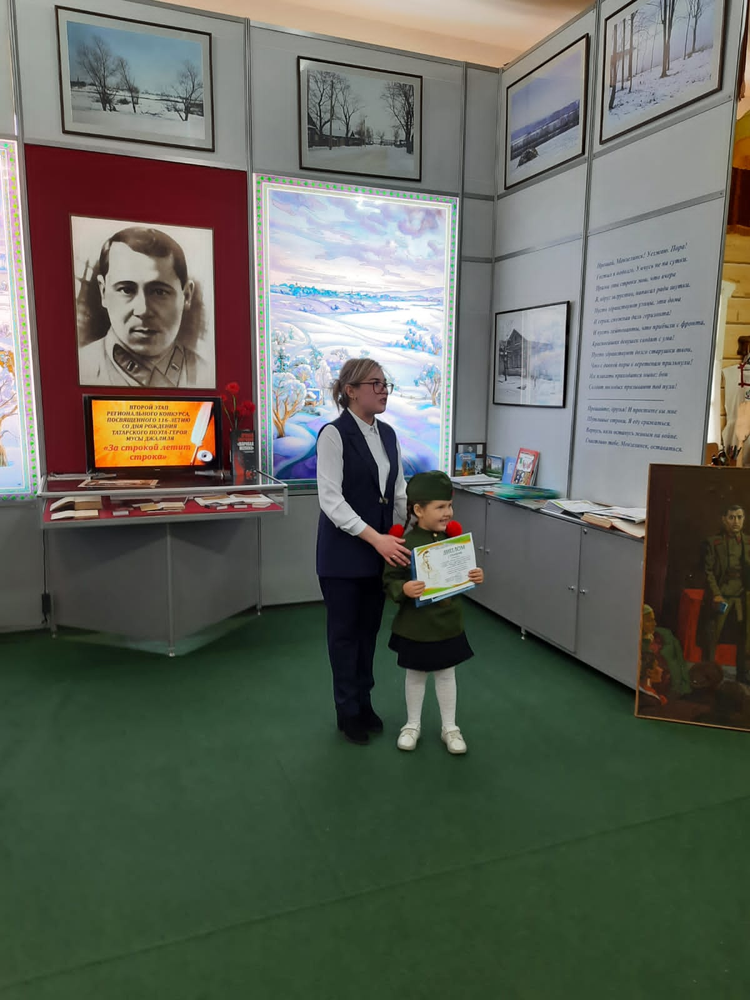 ВТОРОЙ ЭТАП
РЕГИОНАЛЬНОГО КОНКУРСА,
ПОСВЯЩЕННОГО 116-ЛЕТИЮ
СО ДНЯ РОЖДЕНИЯ
ТАТАРСКОГО ПОЭТА-ГЕРОЯ
МУСЫ ДЖАЛИЛЯ
«За строкой летит
строка»
Прощай, Мензелинск! Уезжаю. Пора!
Гостил я недолго. Умчусь не на сутки.
Прими эти строки мои, что вчера
Я, вдруг загрустив, написал ради шутки.
Пусть здравствуют улицы, эти дома
И серая, снежная даль горизонта!
И пусть лейтенанты, что прибыли с фронта,
Красивейших девушек сводят с ума!
Пусть здравствуют долго старушки твои,
Что с давней поры к веретенам прильнули!
Им плакать приходится ныне: бои
Солдат молодых призывают под пули!
Прощайте, друзья! И простите вы мне
Шутливые строки. Я еду сражаться.
Вернусь, коль останусь живым на войне.
Счастливо тебе, Мензелинск, оставаться.
ДИПЛОМ